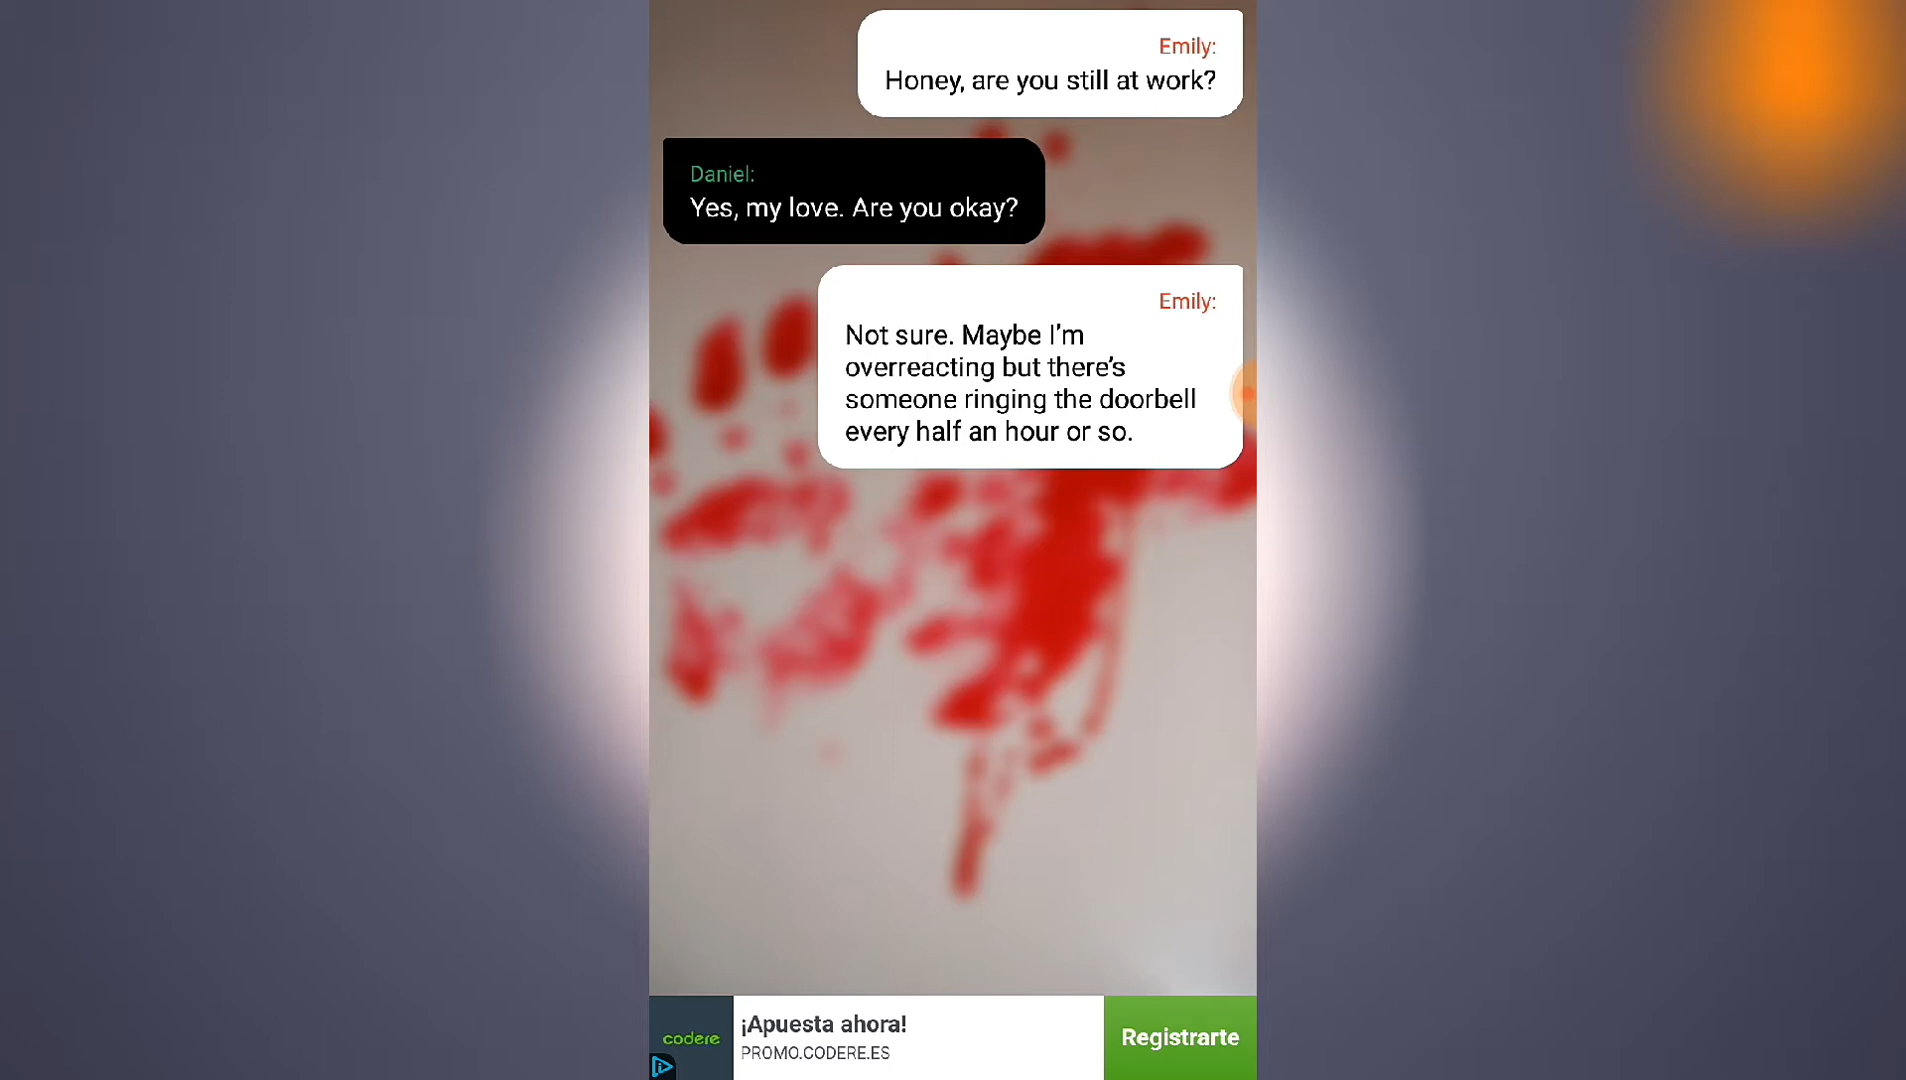 Emily:
Honey, are you still at work?
Daniel:
Yes, my love. Are you okay?
Emily:
Not sure. Maybe I’m
overreacting but there’s
someone ringing the doorbell
every half an hour or so.
codere
¡Apuesta ahora!
PROMO.CODERE.ES
Registrarte